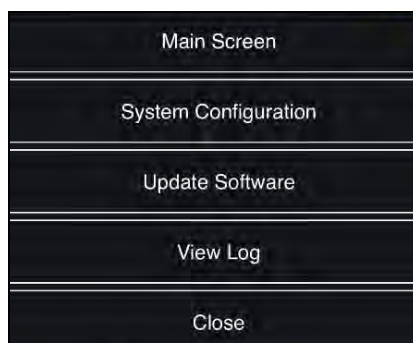 Main Screen
System Configuration
Update Software
View Log
Close